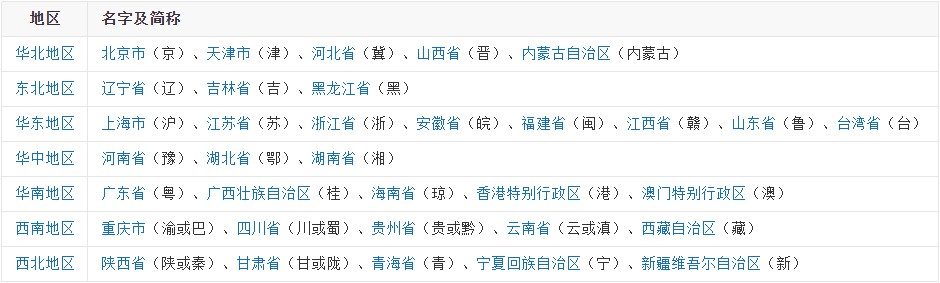 地区 名字及简称
华北地区 北京市（京）、天津市（津）、河北省（冀）、山西省（晋）、内蒙古自治区（内蒙古）
东北地区 辽宁省（辽）、吉林省（吉）、黑龙江省（黑）
华东地区 上海市（沪）、江苏省（苏）、浙江省（浙）、安徽省（皖）、福建省（闽）、江西省（赣）、山东省（鲁）、台湾省（台）
华中地区 河南省（豫）、湖北省（鄂）、湖南省（湘）
华南地区 广东省（粤）、广西壮族自治区（桂）、海南省（琼）、香港特别行政区（港）、澳门特别行政区（澳）
西南地区 重庆市（渝或巴）、四川省（川或蜀）、贵州省（贵或黔）、云南省（云或滇）、西藏自治区（藏）
西北地区 陕西省（陕或秦）、甘肃省（甘或陇）、青海省（青）、宁夏回族自治区（宁）、新疆维吾尔自治区（新）